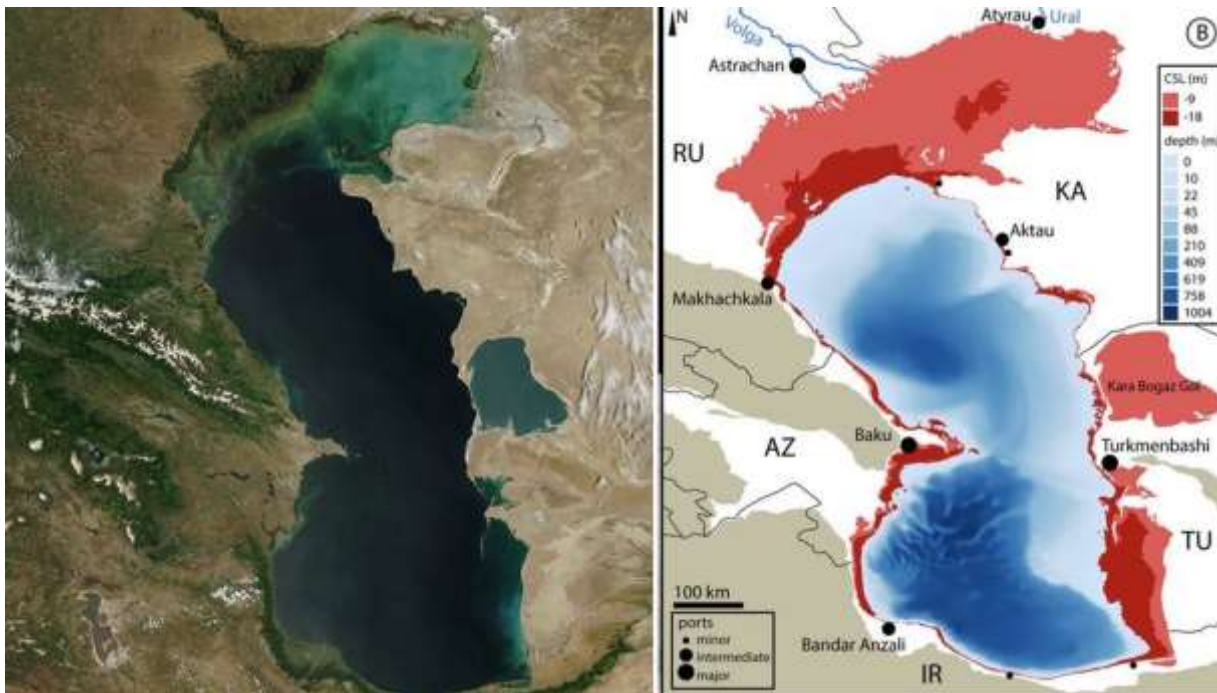 N
Atyrau
Ural
Volga
Astrachan
B
CSL (m)
-9
-18
depth (m)
0
10
22
45
88
210
409
619
758
1004
RU
KA
Aktau
Makhachkala
Kara Bogaz Gol
Baku
AZ
Turkmenbashi
TU
100 km
ports
minor
intermediate
major
Bandar Anzali
IR